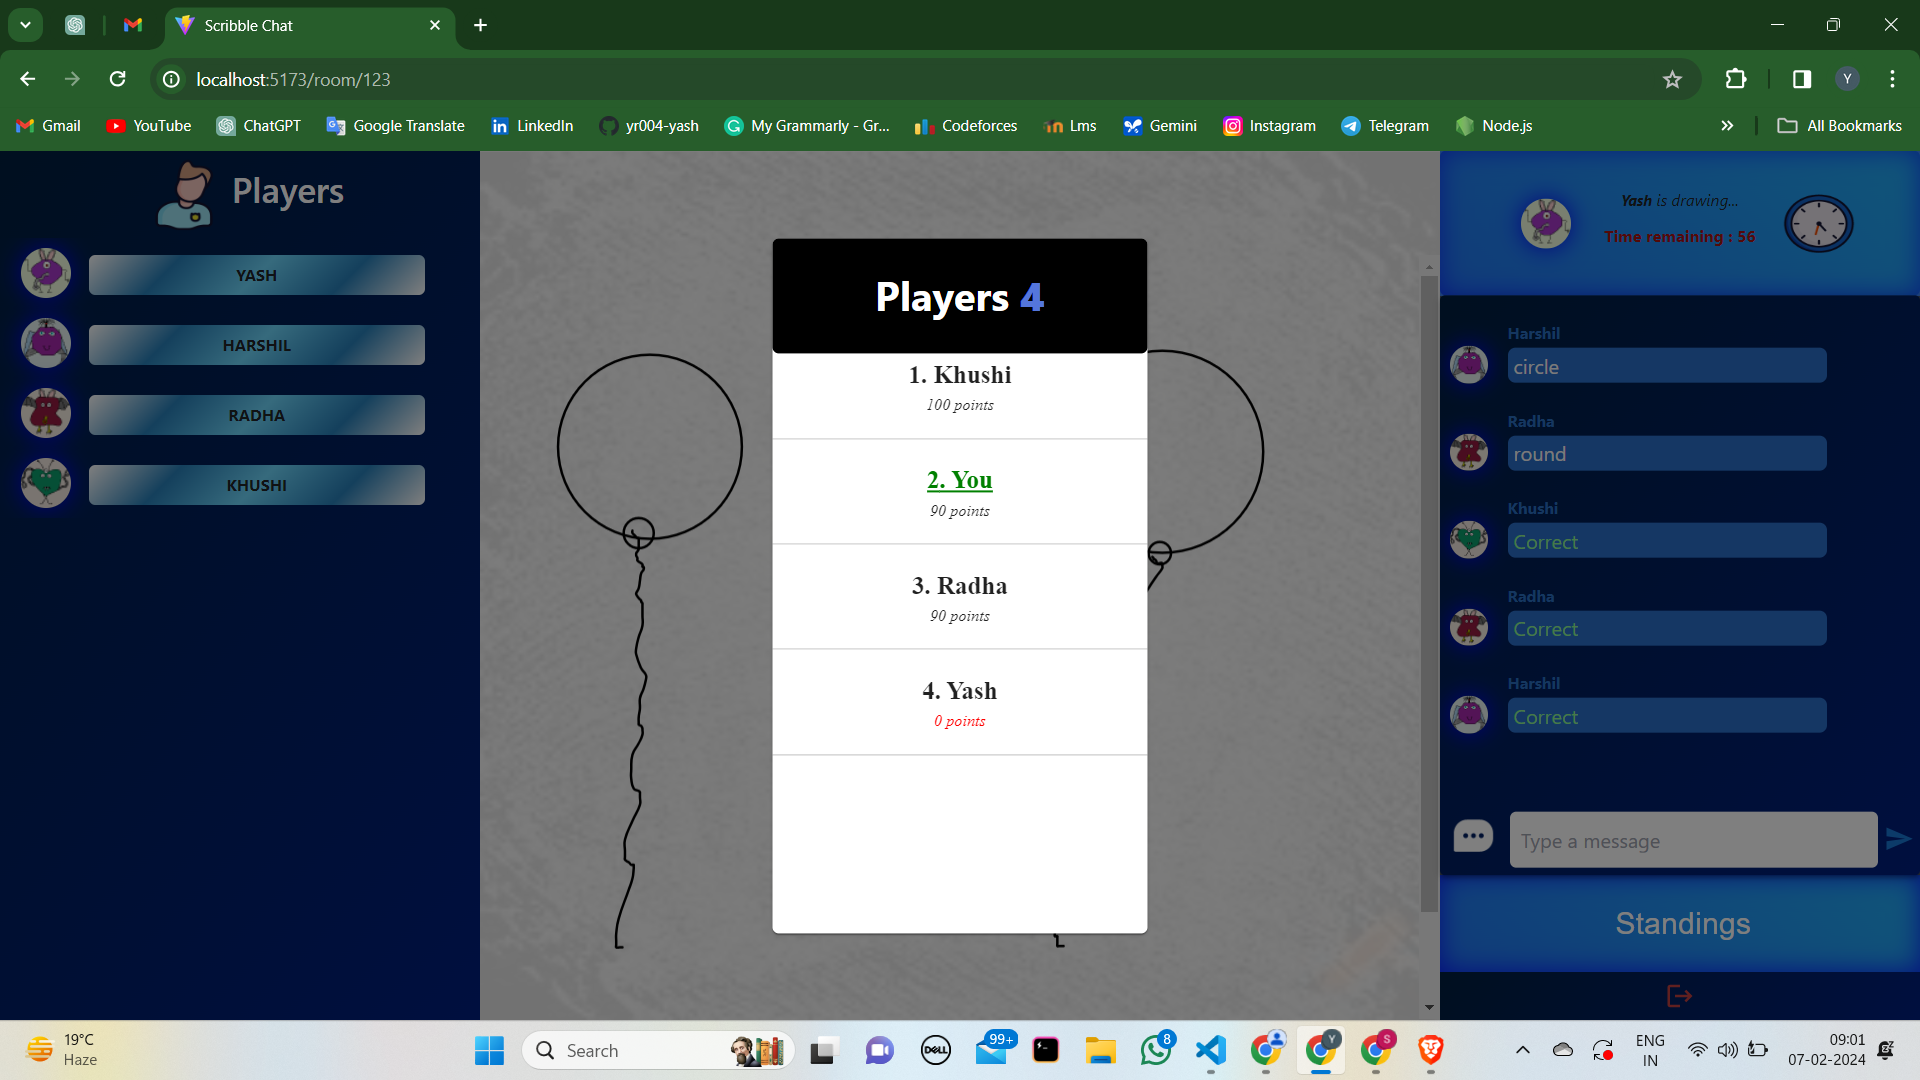 Scribble Chat
localhost:5173/room/123
Y
Gmail
YouTube
ChatGPT
Google Translate
LinkedIn
yr004-yash
My Grammarly - Gr...
Codeforces
Lms
Gemini
Instagram
Telegram
Node.js
All Bookmarks
Players
YASH
HARSHIL
RADHA
KHUSHI
Players 4
1. Khushi
100 points
2. You
90 points
3. Radha
90 points
4. Yash
0 points
Yash is drawing...
Time remaining : 56
Harshil
circle
Radha
round
Khushi
Correct
Radha
Correct
Harshil
Correct
Type a message
Standings
19°C
Haze
Search
DELL
99+
8
Y
S
ENG
IN
09:01
07-02-2024